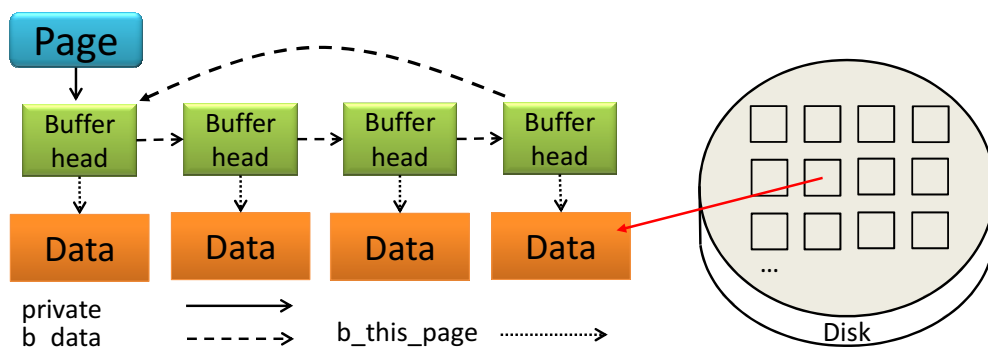 Page
Buffer
head
Buffer
head
Buffer
head
Buffer
head
Data
Data
Data
Data
...
private
b_data
b_this_page
Disk